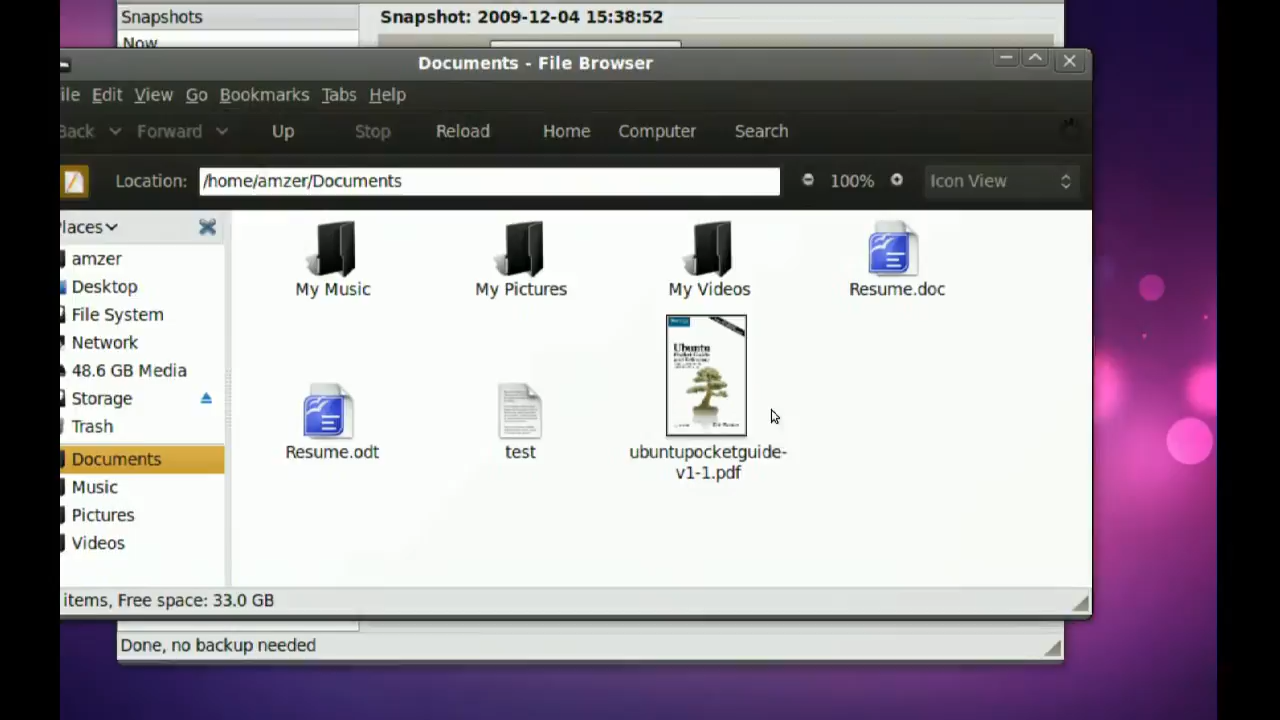 Snapshots
Snapshot: 2009-12-04 15:38:52
Now
Documents - File Browser
ile Edit View Go Bookmarks Tabs Help
Back Forward Up Stop Reload Home Computer Search
Location: /home/amzer/Documents 100% Icon View
laces
amzer
Desktop
File System
Network
48.6 GB Media
Storage
Trash
Documents
Music
Pictures
Videos
My Music
My Pictures
My Videos
Resume.doc
Resume.odt
test
Ubuntu
ubuntupocketguide-
v1-1.pdf
items, Free space: 33.0 GB
Done, no backup needed